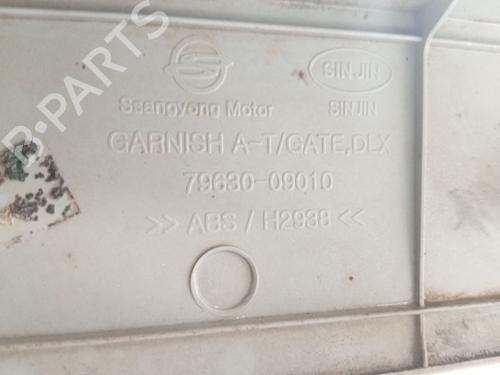 SINJIN
Ssangyong Motor
SINJIN
GARNISH A-T/GATE,DLX
79630-09010
>> ABS / H2938 <<
B-PARTS